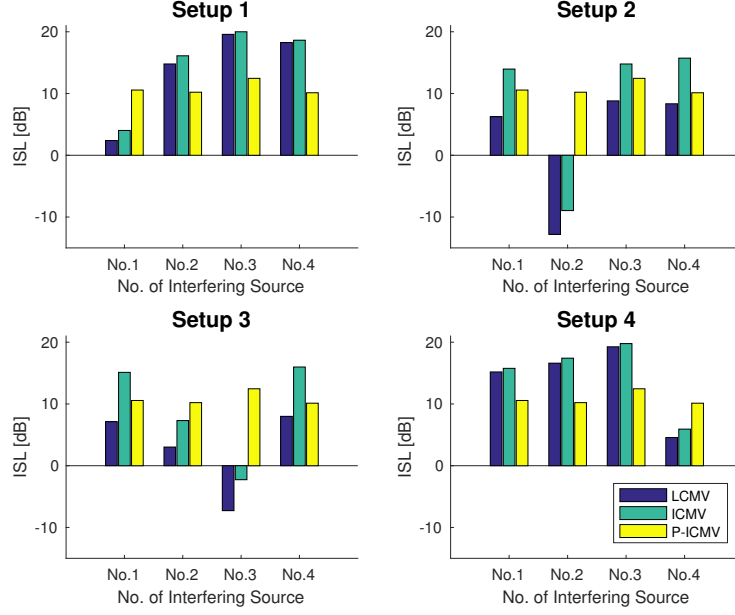 Setup 1
ISL [dB]
20
10
0
-10
No.1 No.2 No.3 No.4
No. of Interfering Source
Setup 2
ISL [dB]
20
10
0
-10
No.1 No.2 No.3 No.4
No. of Interfering Source
Setup 3
ISL [dB]
20
10
0
-10
No.1 No.2 No.3 No.4
No. of Interfering Source
Setup 4
ISL [dB]
20
10
0
-10
LCMV
ICMV
P-ICMV
No.1 No.2 No.3 No.4
No. of Interfering Source